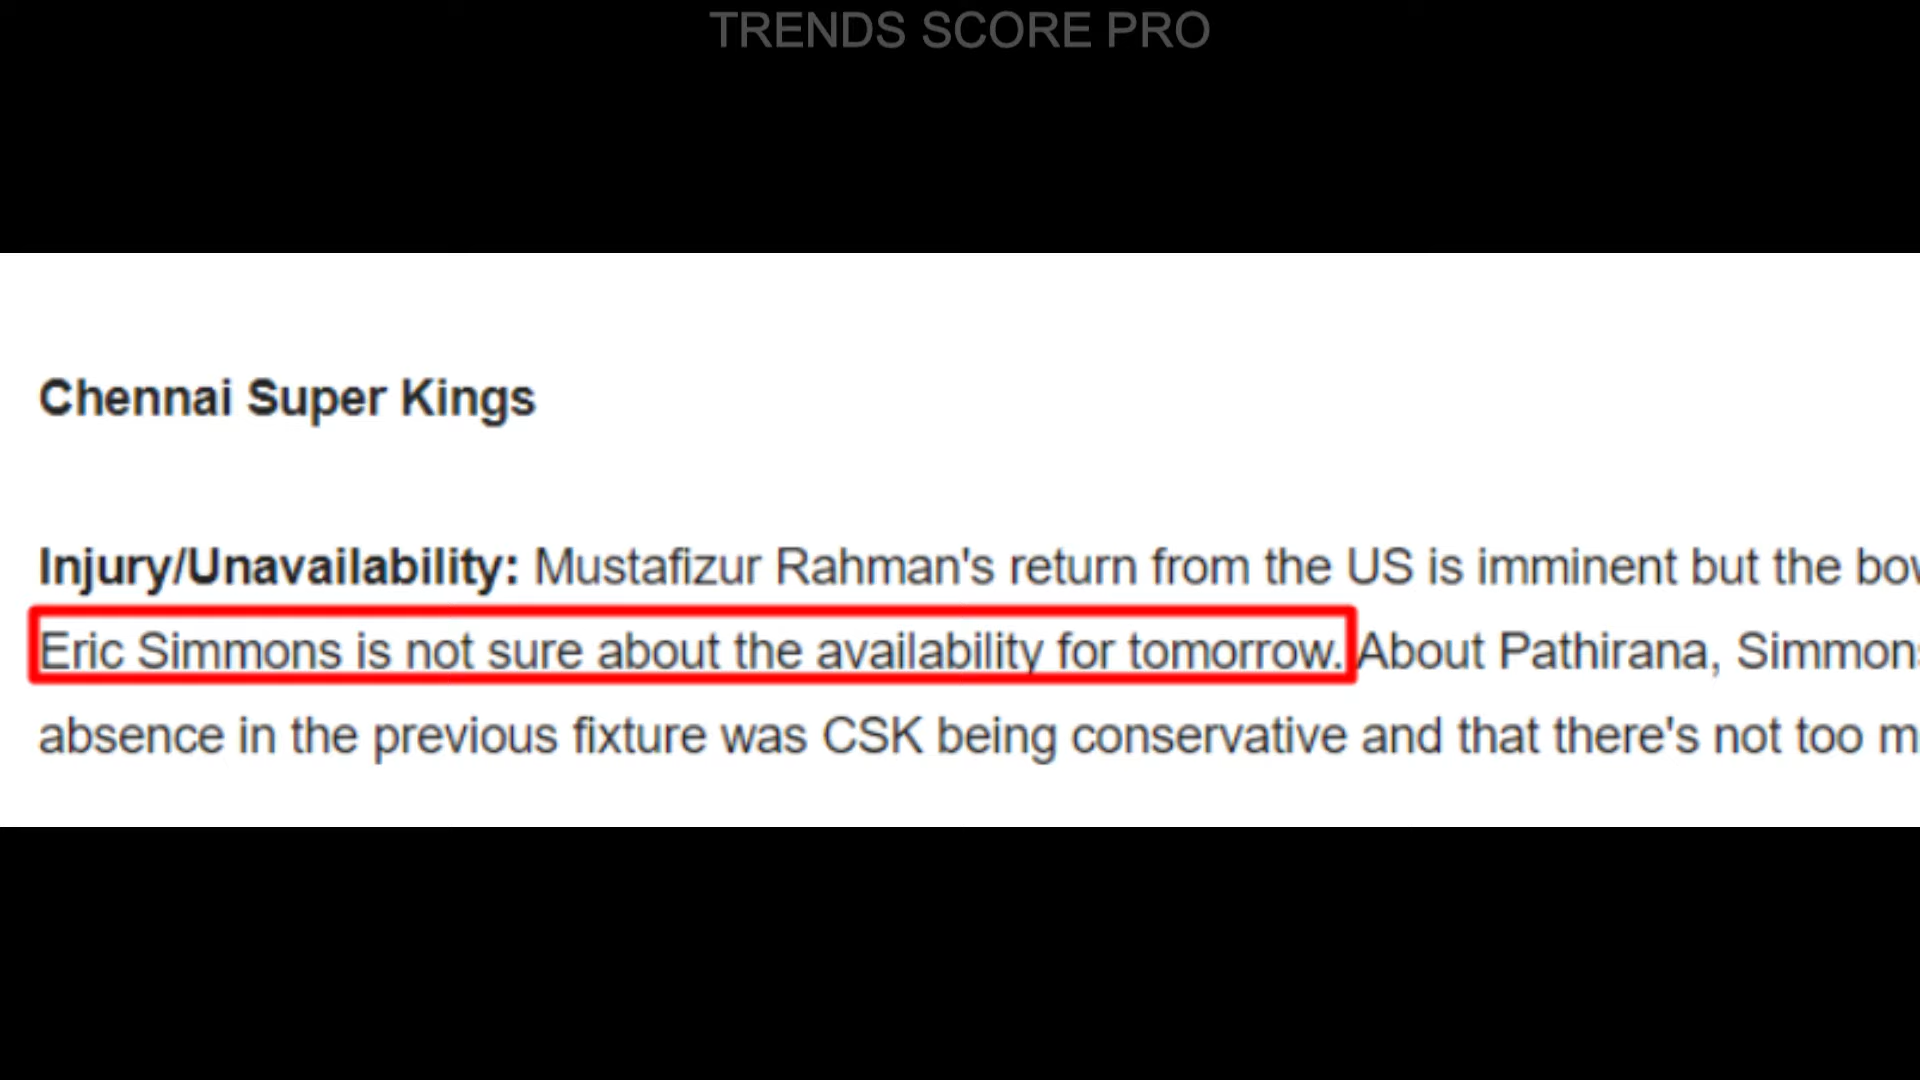 TRENDS SCORE PRO
Chennai Super Kings
Injury/Unavailability: Mustafizur Rahman's return from the US is imminent but the
Eric Simmons is not sure about the availability for tomorrow. About Pathirana, Simmons
absence in the previous fixture was CSK being conservative and that there's not too